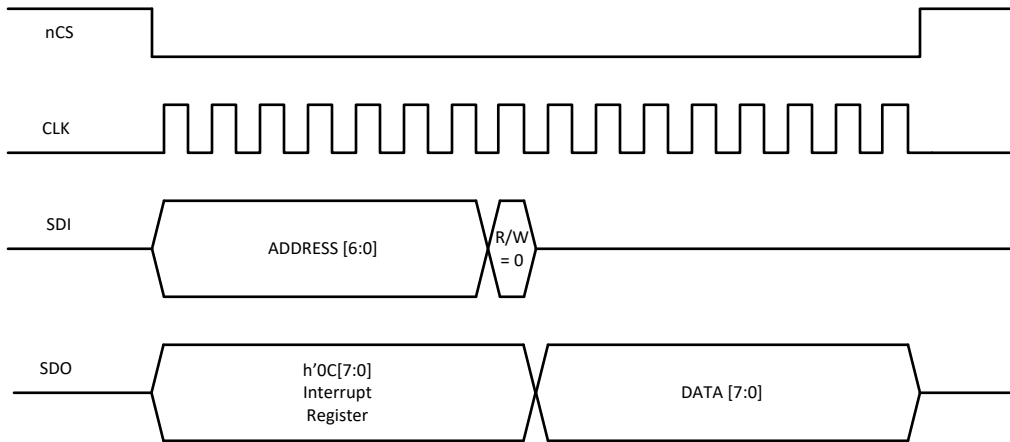 nCS
CLK
SDI
ADDRESS [6:0]
R/W
= 0
SDO
h'0C[7:0]
Interrupt
Register
DATA [7:0]